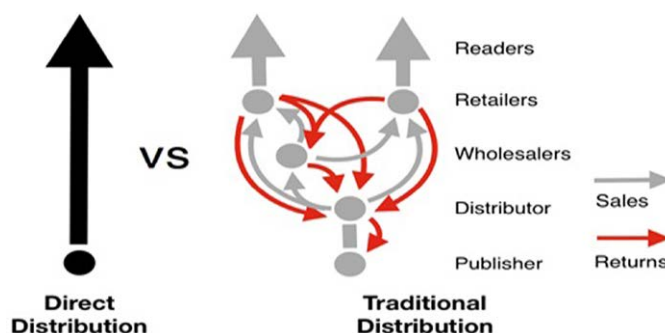 Readers
Retailers
VS
Wholesalers
Distributor
Sales
Publisher
Returns
Direct
Distribution
Traditional
Distribution